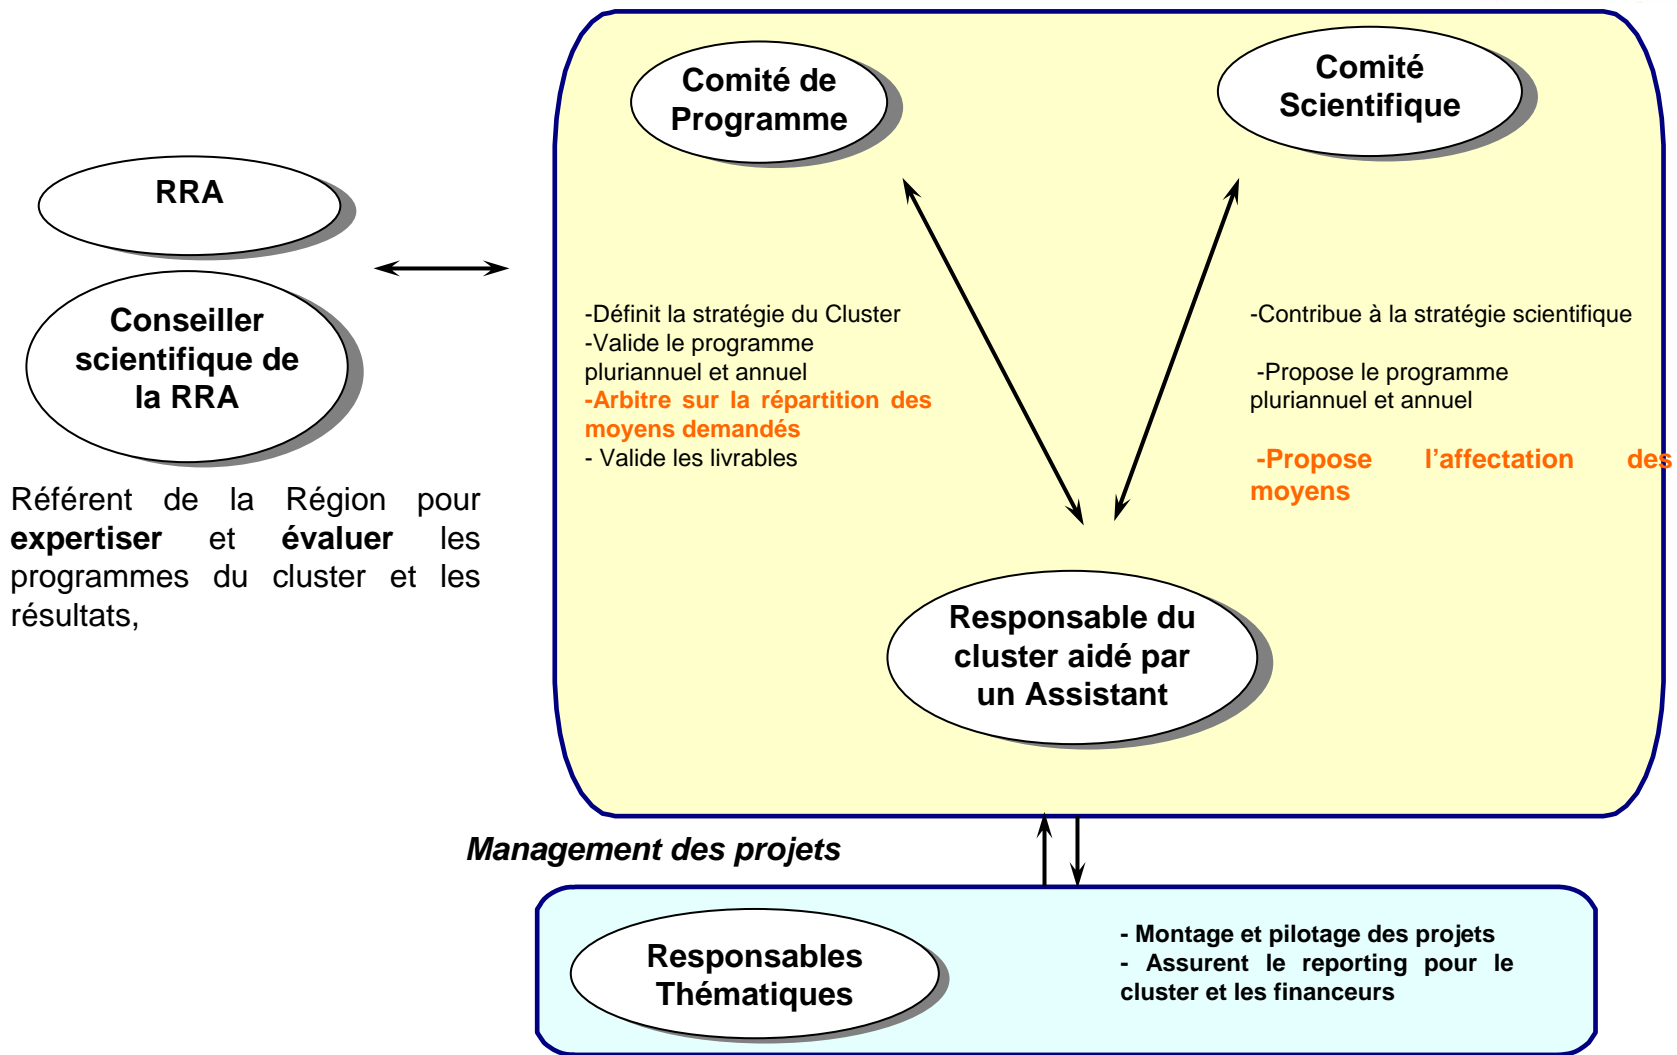 Comité de
Programme
Comité
Scientifique
RRA
Conseiller
scientifique de
la RRA
Référent de la Région pour
expertiser et évaluer les
programmes du cluster et les
résultats,
-Définit la stratégie du Cluster
-Valide le programme
pluriannuel et annuel
-Arbitre sur la répartition des
moyens demandés
- Valide les livrables
-Contribue à la stratégie scientifique
-Propose le programme
pluriannuel et annuel
-Propose l’affectation des
moyens
Responsable du
cluster aidé par
un Assistant
Management des projets
Responsables
Thématiques
- Montage et pilotage des projets
- Assurent le reporting pour le
cluster et les financeurs